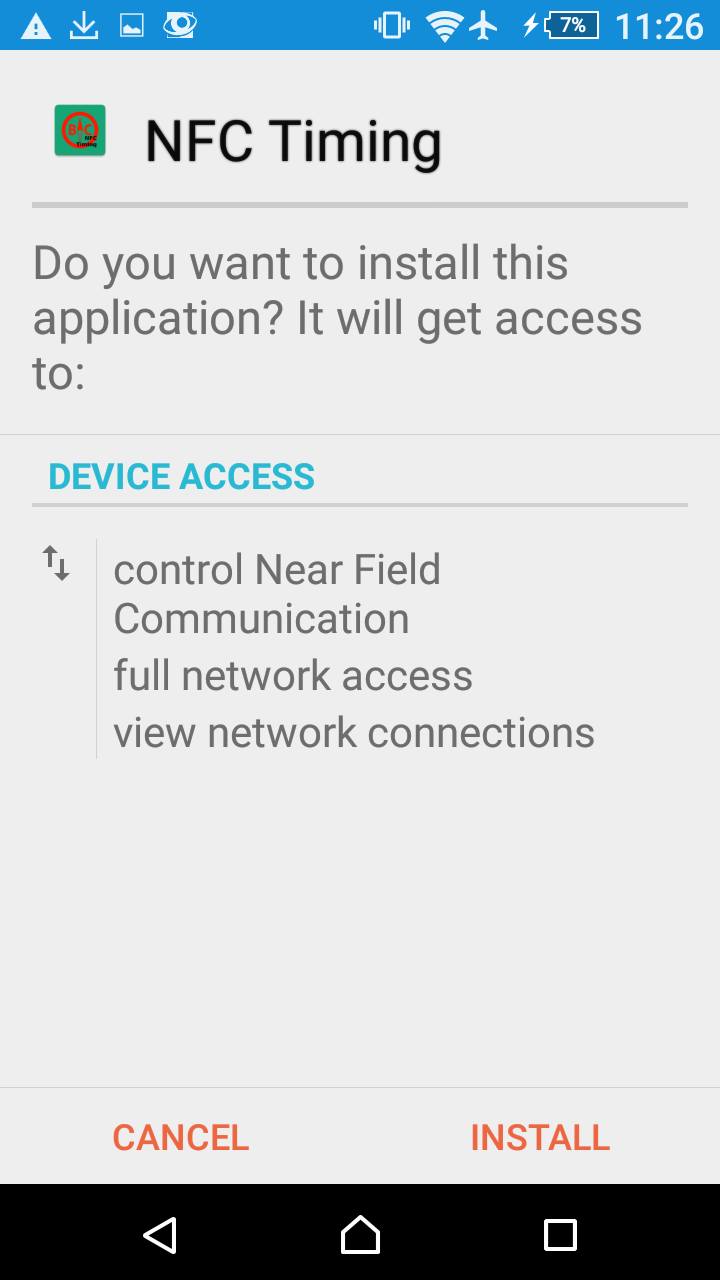 7% 11:26
BAC
NFC
Timing
NFC Timing
Do you want to install this
application? It will get access
to:
DEVICE ACCESS
control Near Field
Communication
full network access
view network connections
CANCEL INSTALL